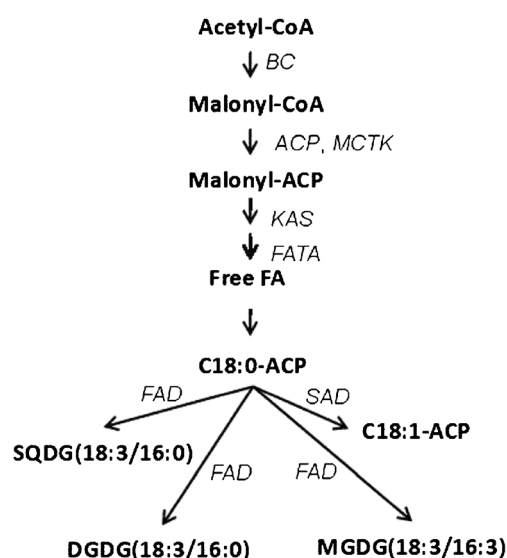 Acetyl-CoA
BC
Malonyl-CoA
ACP, MCTK
Malonyl-ACP
KAS
FATA
Free FA
C18:0-ACP
FAD
SAD
C18:1-ACP
SQDG(18:3/16:0)
FAD
FAD
DGDG(18:3/16:0)
MGDG(18:3/16:3)